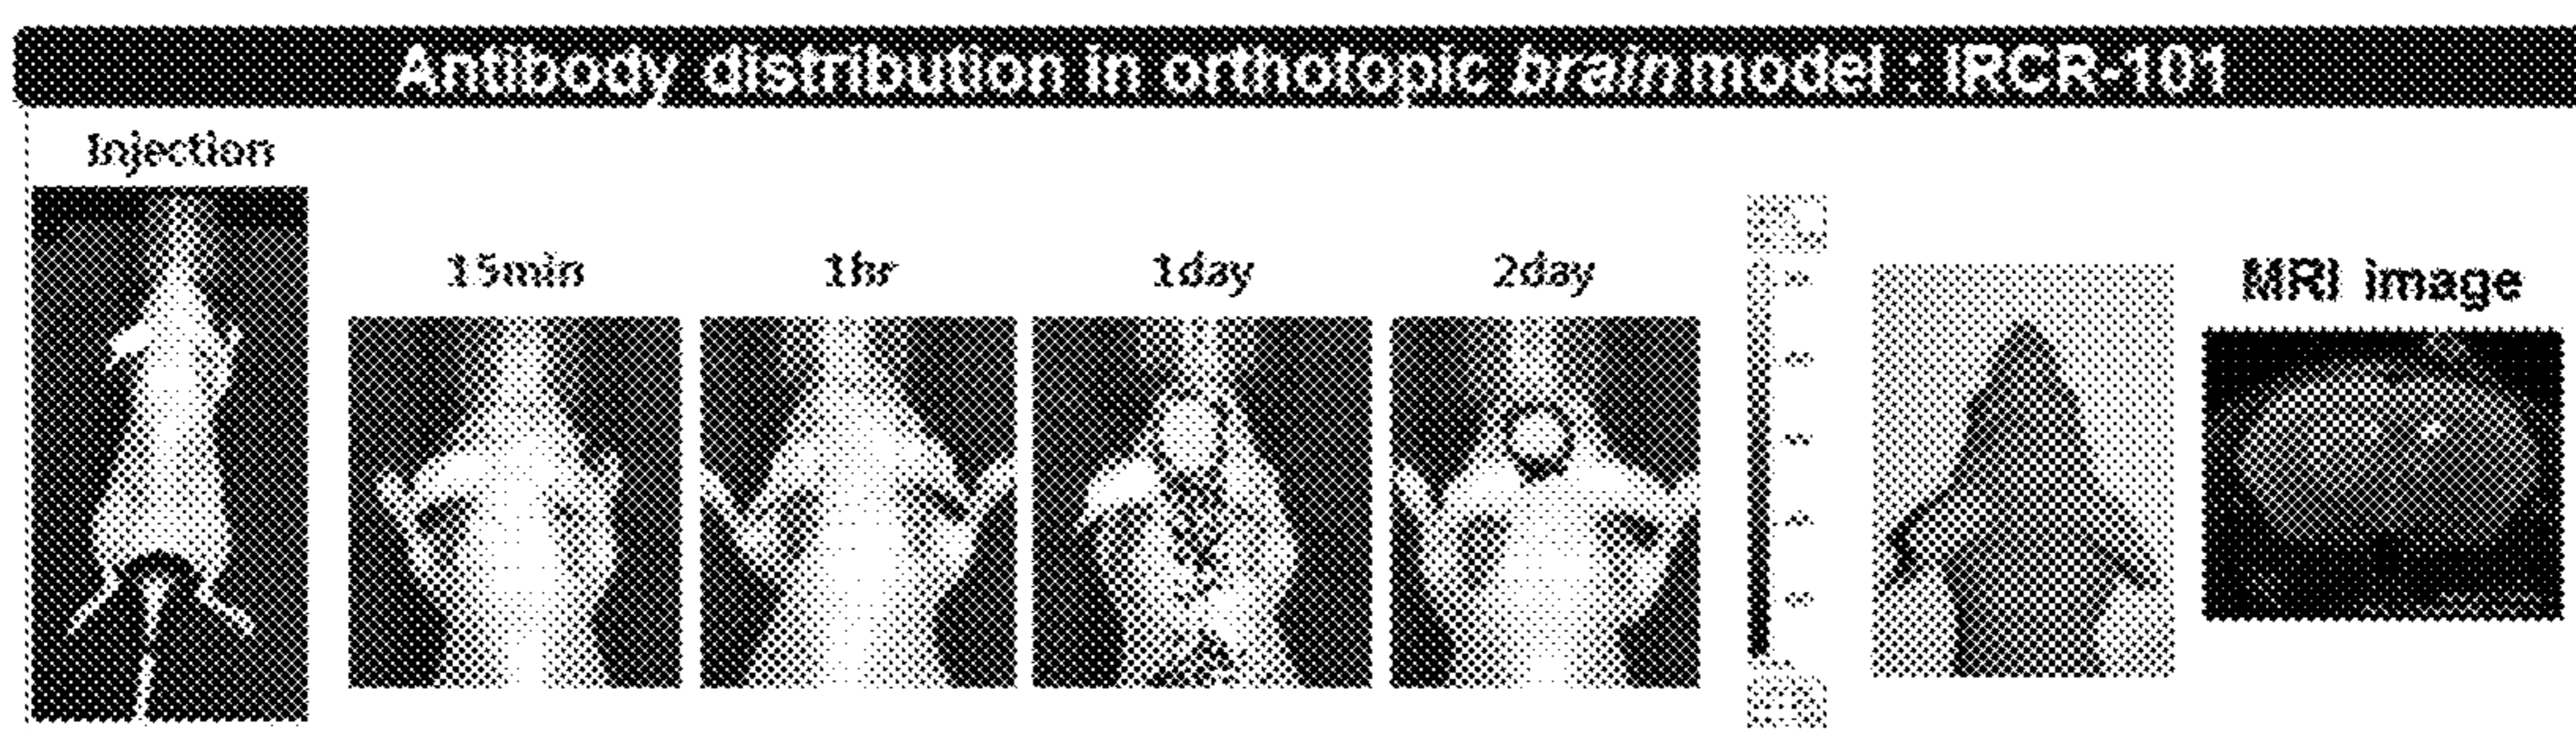 Antibody distribution in orthotopic brain model : IRCR-101
Injection
15min
1hr
1day
2day
MRI image